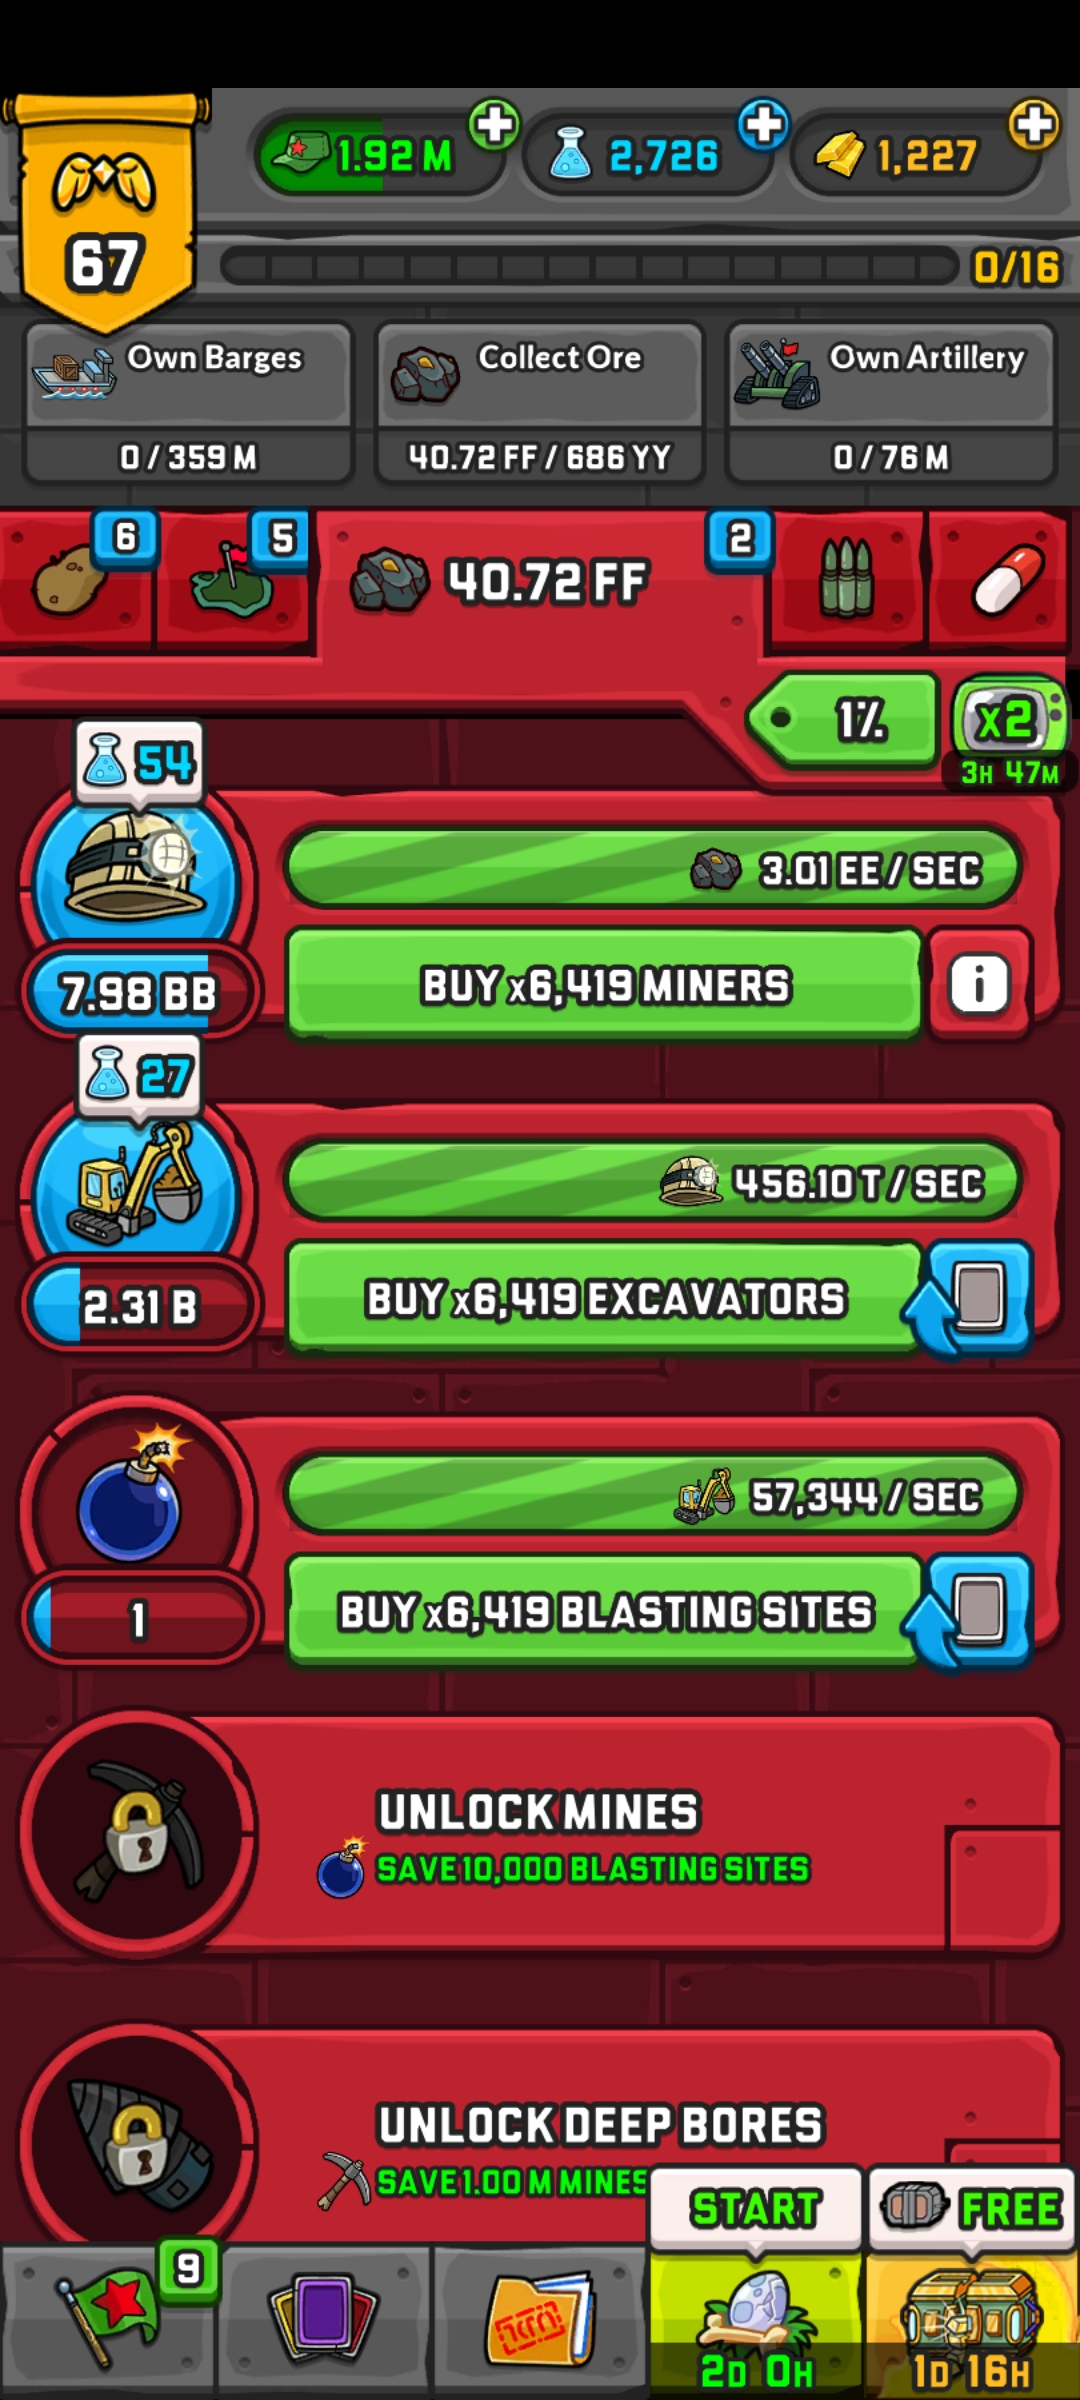 1.92 M
2,726
1,227
67
0/16
Own Barges
Collect Ore
Own Artillery
0 / 359 M
40.72 FF / 686 YY
0 / 76 M
6
5
40.72 FF
2
1%
x2
3H 47M
54
3.01 EE / SEC
7.98 BB
BUY x6,419 MINERS
i
27
456.10 T / SEC
2.31 B
BUY x6,419 EXCAVATORS
57,344 / SEC
1
BUY x6,419 BLASTING SITES
UNLOCK MINES
SAVE 10,000 BLASTING SITES
UNLOCK DEEP BORES
SAVE 1.00 M MINES
START
FREE
9
2D 0H
1D 16H